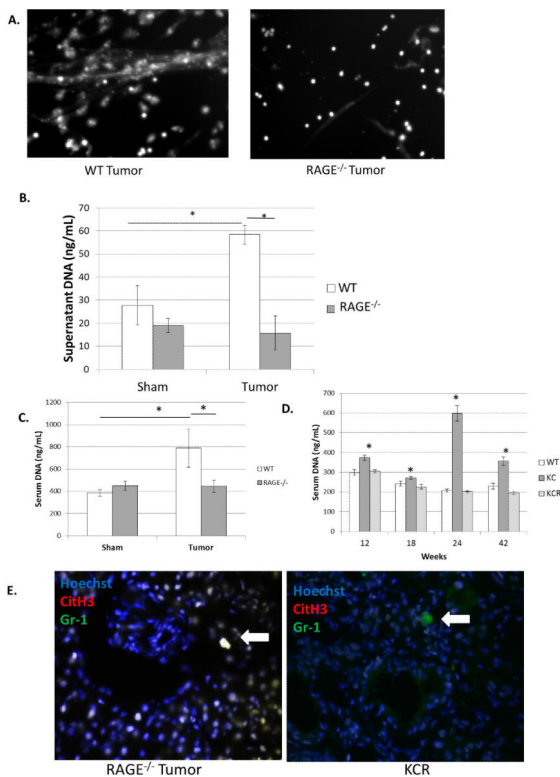 A.
WT Tumor
RAGE-/- Tumor
B.
Supernatant DNA (ng/mL)
70
60
50
40
30
20
10
0
*
*
WT
RAGE-/-
Sham
Tumor
C.
Serum DNA (ng/mL)
1200
1000
800
600
400
200
0
*
*
WT
RAGE-/-
Sham
Tumor
D.
Serum DNA (ng/mL)
700
600
500
400
300
200
100
0
*
*
*
*
WT
KC
KCR
12
18
24
42
Weeks
E.
Hoechst
CitH3
Gr-1
RAGE-/- Tumor
Hoechst
CitH3
Gr-1
KCR